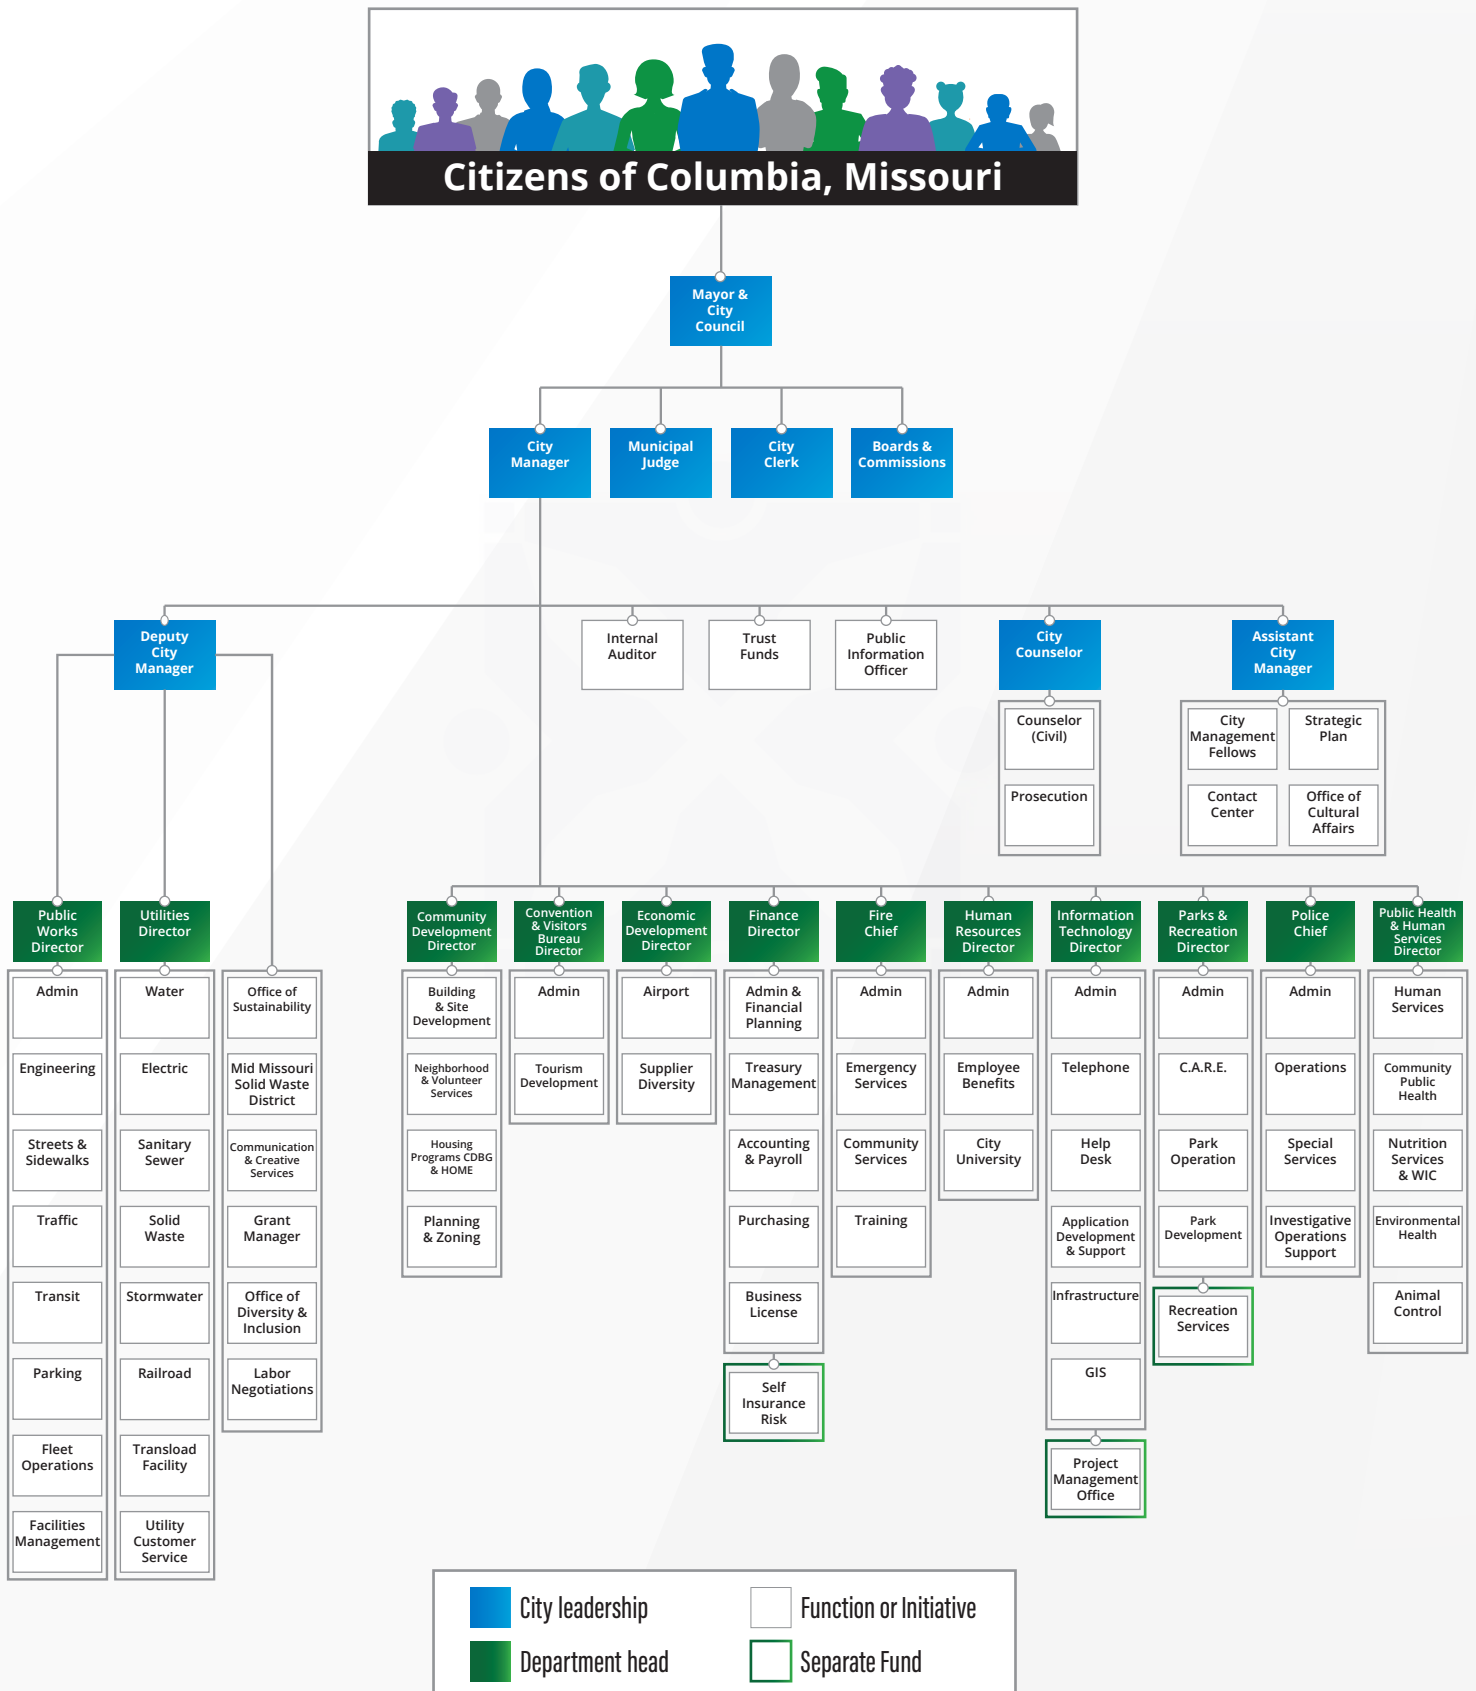 Citizens of Columbia, Missouri
Mayor &
City
Council
City
Manager
Municipal
Judge
City
Clerk
Boards &
Commissions
Deputy
City
Manager
Internal
Auditor
Trust
Funds
Public
Information
Officer
City
Counselor
Assistant
City
Manager
Counselor
(Civil)
Prosecution
City
Management
Fellows
Strategic
Plan
Contact
Center
Office of
Cultural
Affairs
Public
Works
Director
Admin
Engineering
Streets &
Sidewalks
Traffic
Transit
Parking
Fleet
Operations
Facilities
Management
Utilities
Director
Water
Electric
Sanitary
Sewer
Solid
Waste
Stormwater
Railroad
Transload
Facility
Utility
Customer
Service
Office of
Sustainability
Mid Missouri
Solid Waste
District
Communication
& Creative
Services
Grant
Manager
Office of
Diversity &
Inclusion
Labor
Negotiations
Community
Development
Director
Building
& Site
Development
Neighborhood
& Volunteer
Services
Housing
Programs CDBG
& HOME
Planning
& Zoning
Convention
& Visitors
Bureau
Director
Admin
Tourism
Development
Economic
Development
Director
Airport
Supplier
Diversity
Finance
Director
Admin &
Financial
Planning
Treasury
Management
Accounting
& Payroll
Purchasing
Business
License
Self
Insurance
Risk
Fire
Chief
Admin
Emergency
Services
Community
Services
Training
Human
Resources
Director
Admin
Employee
Benefits
City
University
Information
Technology
Director
Admin
Telephone
Help
Desk
Application
Development
& Support
Infrastructure
GIS
Project
Management
Office
Parks &
Recreation
Director
Admin
C.A.R.E.
Park
Operation
Park
Development
Recreation
Services
Police
Chief
Admin
Operations
Special
Services
Investigative
Operations
Support
Public Health
& Human
Services
Director
Human
Services
Community
Public
Health
Nutrition
Services
& WIC
Environmental
Health
Animal
Control
City leadership
Function or Initiative
Department head
Separate Fund